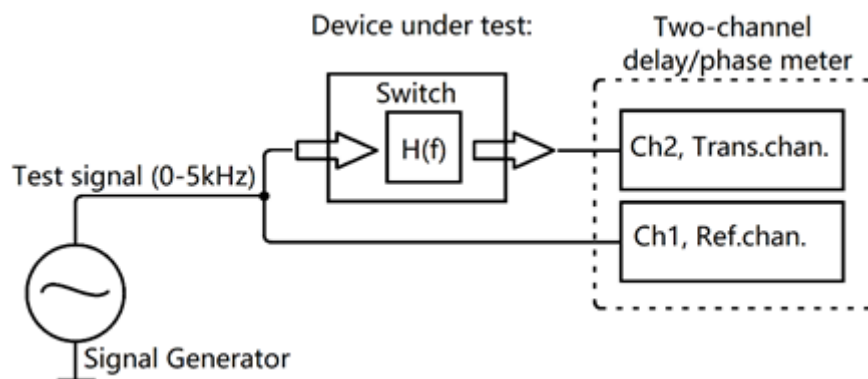 Device under test:
Two-channel
delay/phase meter
Switch
H(f)
Ch2, Trans.chan.
Test signal (0-5kHz)
Ch1, Ref.chan.
Signal Generator